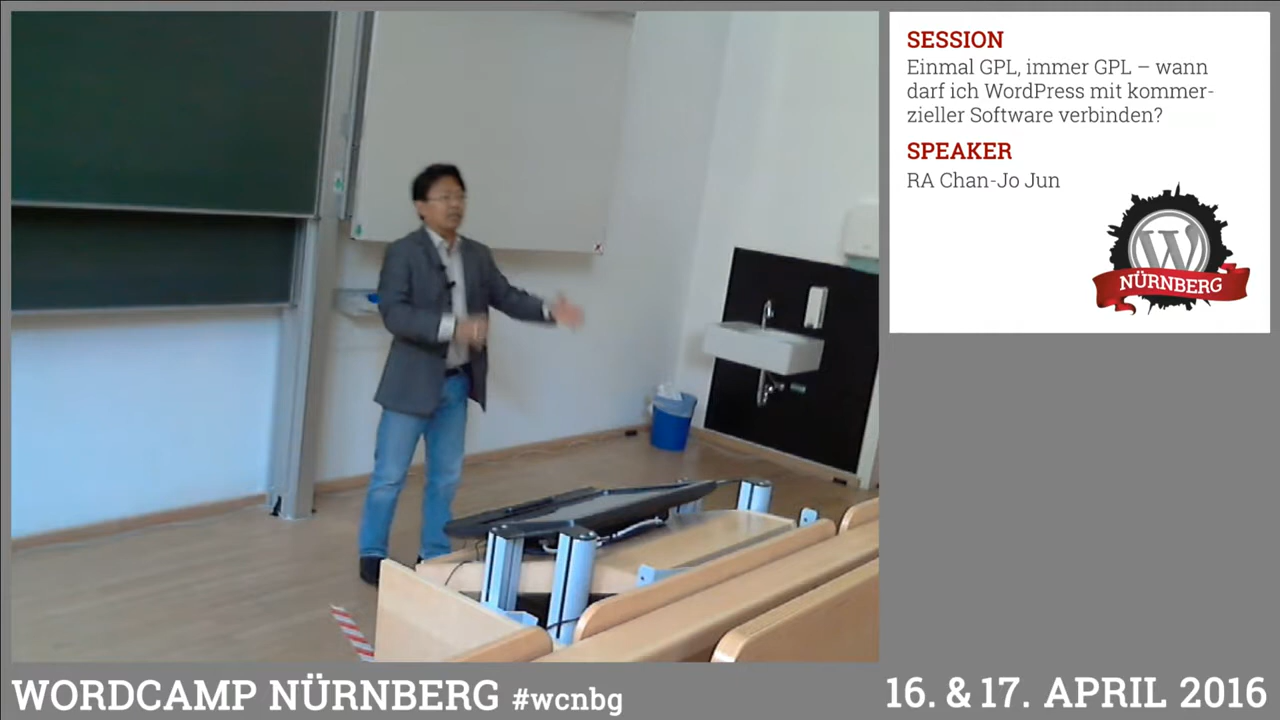 SESSION
Einmal GPL, immer GPL – wann
darf ich WordPress mit kommer-
zieller Software verbinden?
SPEAKER
RA Chan-Jo Jun
W
NÜRNBERG
WORDCAMP NÜRNBERG #wcnbg
16. & 17. APRIL 2016